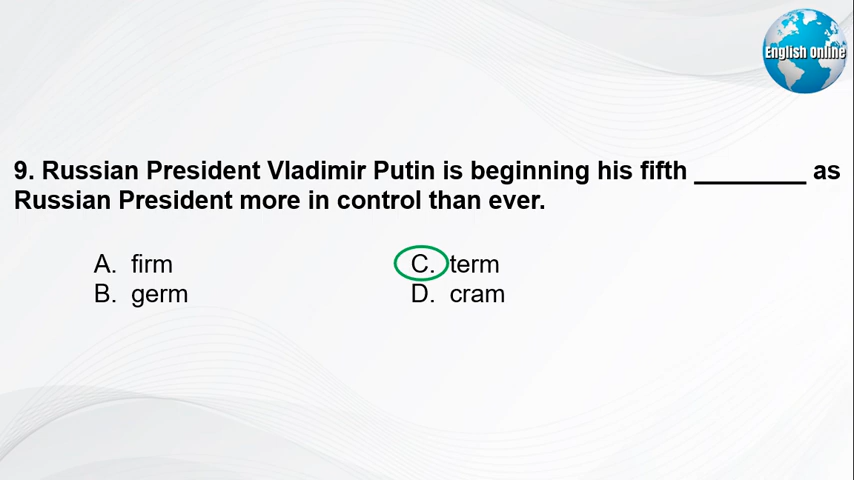 English Online
9. Russian President Vladimir Putin is beginning his fifth ________ as
Russian President more in control than ever.
A. firm
C. term
B. germ
D. cram